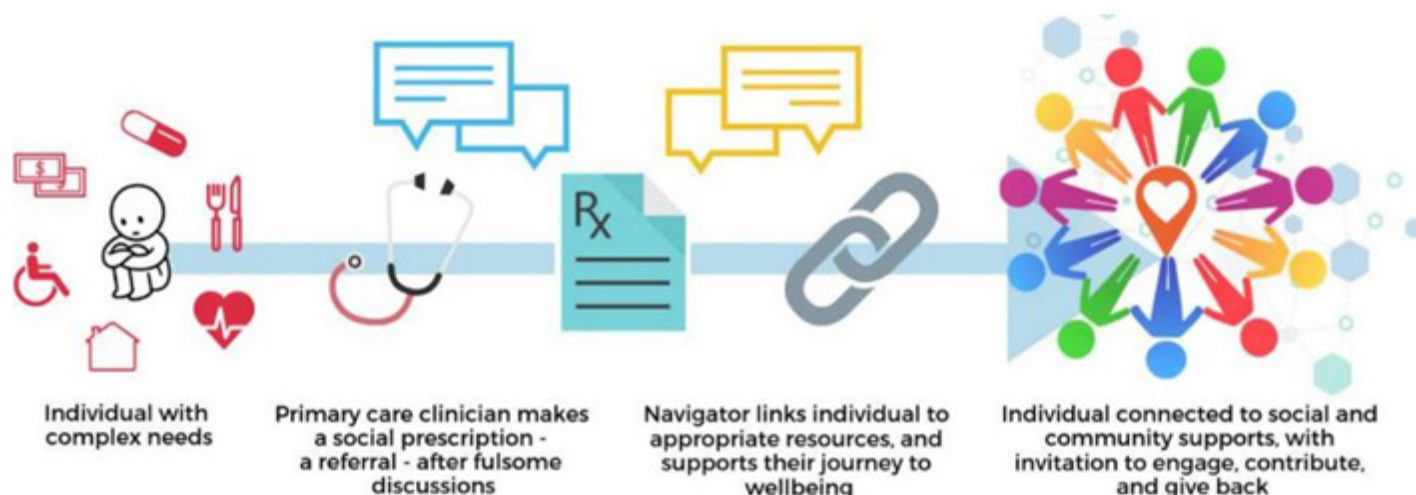 $
Rx
Individual with
complex needs
Primary care clinician makes
a social prescription -
a referral - after fulsome
discussions
Navigator links individual to
appropriate resources, and
supports their journey to
wellbeing
Individual connected to social and
community supports, with
invitation to engage, contribute,
and give back